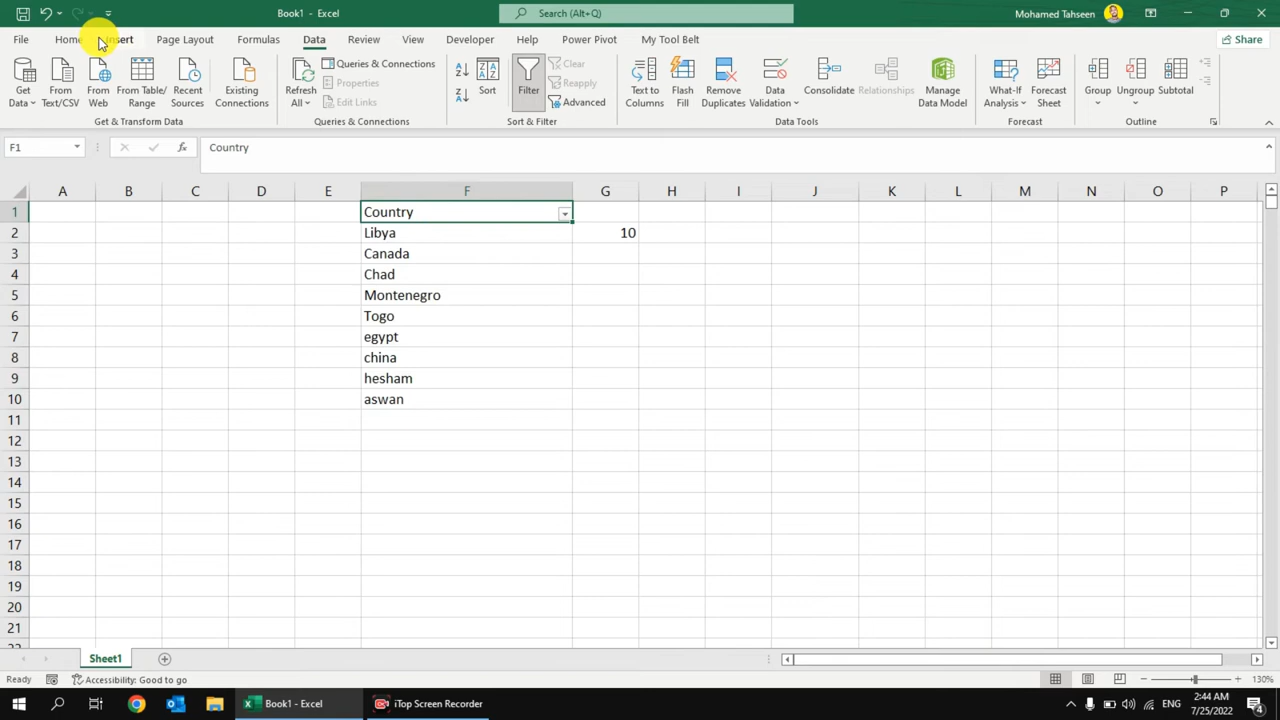 Book1 - Excel
Search (Alt+Q)
Mohamed Tahseen
File
Home
Insert
Page Layout
Formulas
Data
Review
View
Developer
Help
Power Pivot
My Tool Belt
Share
Get Data
From Text/CSV
From Web
From Table/ Range
Recent Sources
Existing Connections
Get & Transform Data
Refresh All
Queries & Connections
Properties
Edit Links
Queries & Connections
Sort
Filter
Clear
Reapply
Advanced
Sort & Filter
Text to Columns
Flash Fill
Remove Duplicates
Data Validation
Consolidate
Relationships
Manage Data Model
Data Tools
What-If Analysis
Forecast Sheet
Forecast
Group
Ungroup
Subtotal
Outline
F1
fx
Country
A B C D E F G H I J K L M N O P
1 Country
2 Libya 10
3 Canada
4 Chad
5 Montenegro
6 Togo
7 egypt
8 china
9 hesham
10 aswan
11
12
13
14
15
16
17
18
19
20
21
Sheet1
Ready
Accessibility: Good to go
130%
Book1 - Excel
iTop Screen Recorder
ENG
2:44 AM
7/25/2022
4